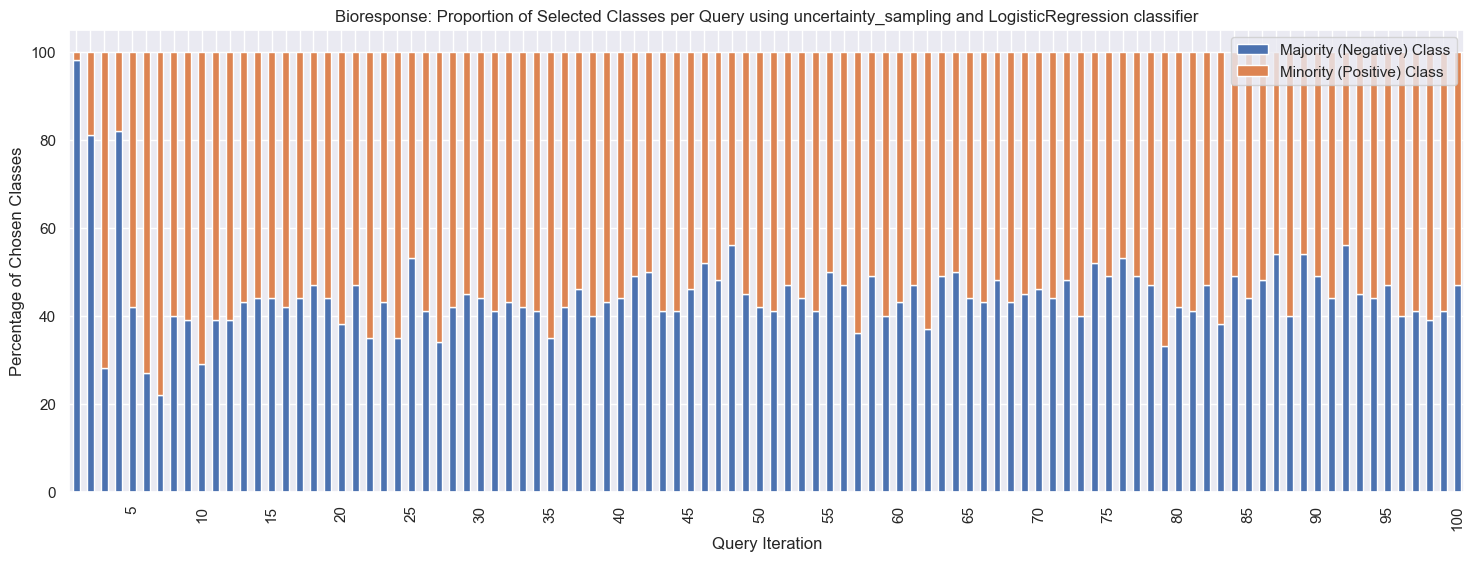 Bioresponse: Proportion of Selected Classes per Query using uncertainty_sampling and LogisticRegression classifier
Majority (Negative) Class
Minority (Positive) Class
Percentage of Chosen Classes
100
80
60
40
20
0
5 10 15 20 25 30 35 40 45 50 55 60 65 70 75 80 85 90 95 100
Query Iteration